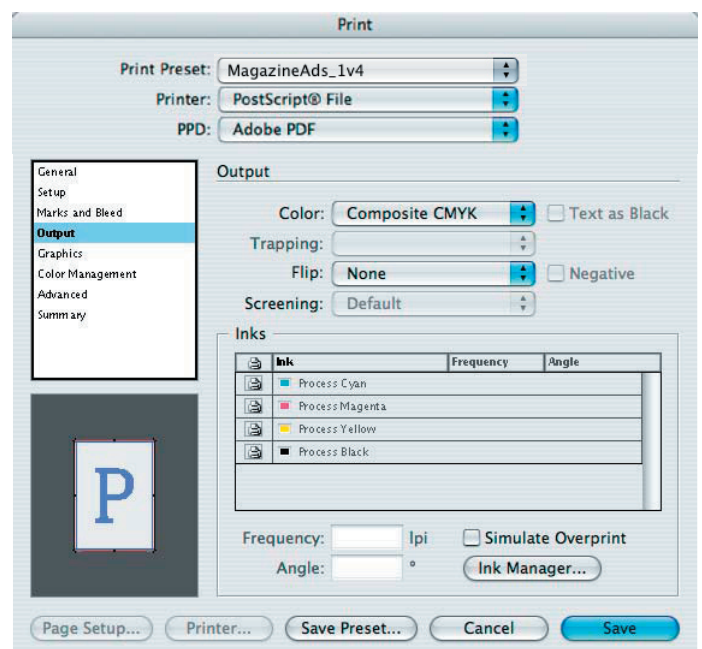 Print
Print Preset: MagazineAds_1v4
Printer: PostScript® File
PPD: Adobe PDF
General
Setup
Marks and Bleed
Output
Graphics
Color Management
Advanced
Summary
Output
Color: Composite CMYK Text as Black
Trapping:
Flip: None Negative
Screening: Default
Inks
Ink Frequency Angle
Process Cyan
Process Magenta
Process Yellow
Process Black
P
Frequency: lpi Simulate Overprint
Angle: ° Ink Manager...
Page Setup... Printer... Save Preset... Cancel Save